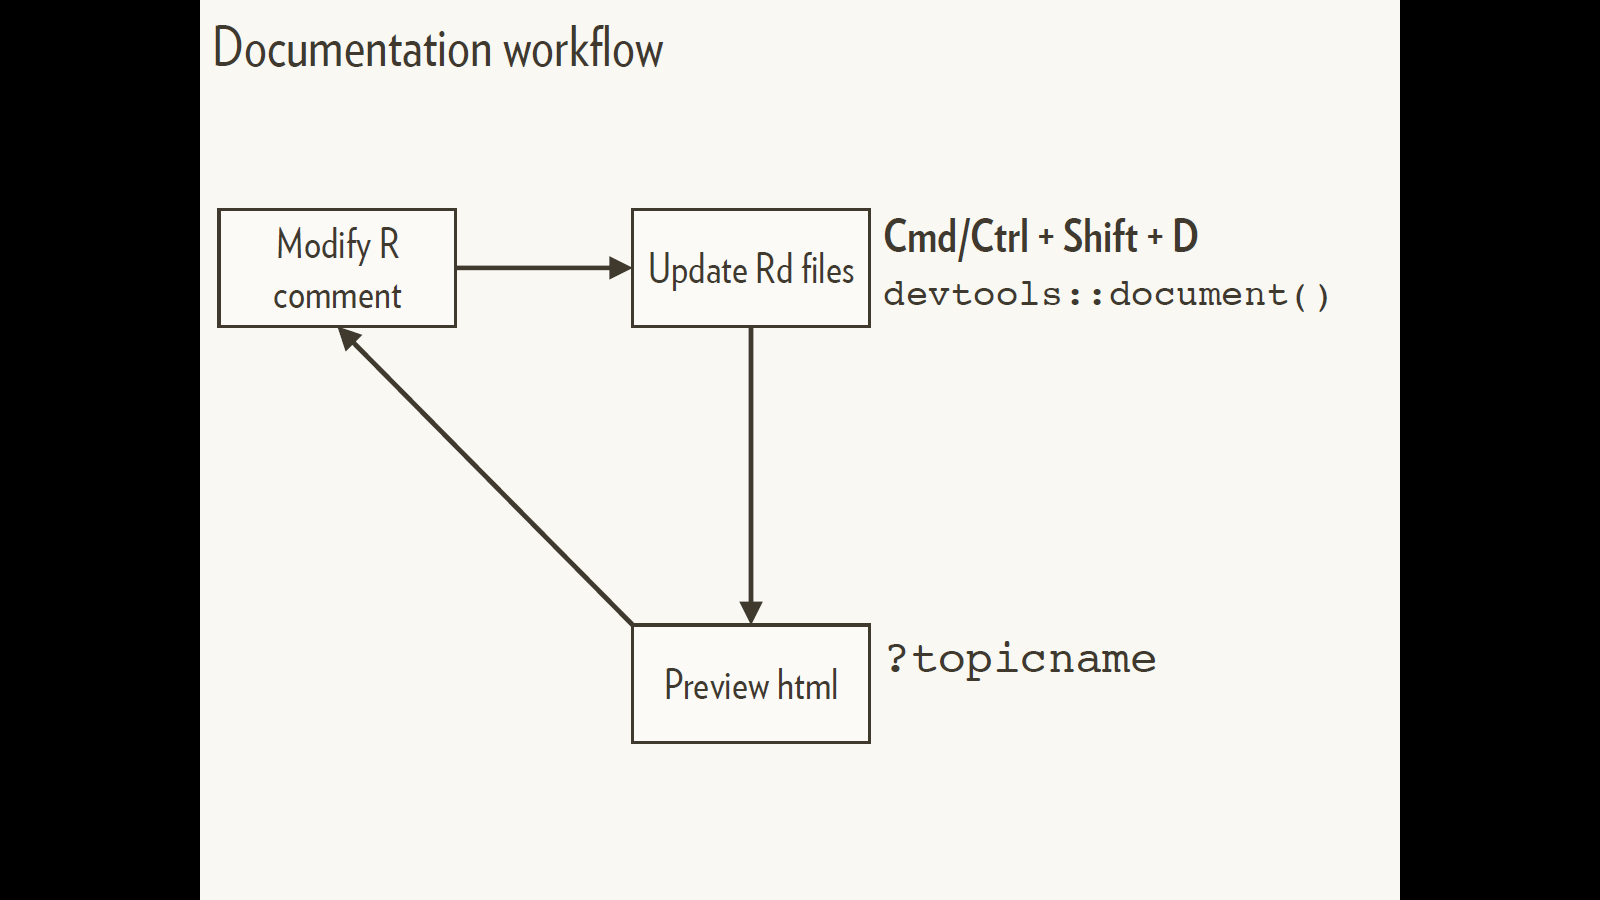 Documentation workflow
Modify R
comment
Update Rd files
Cmd/Ctrl + Shift + D
devtools::document()
Preview html
?topicname